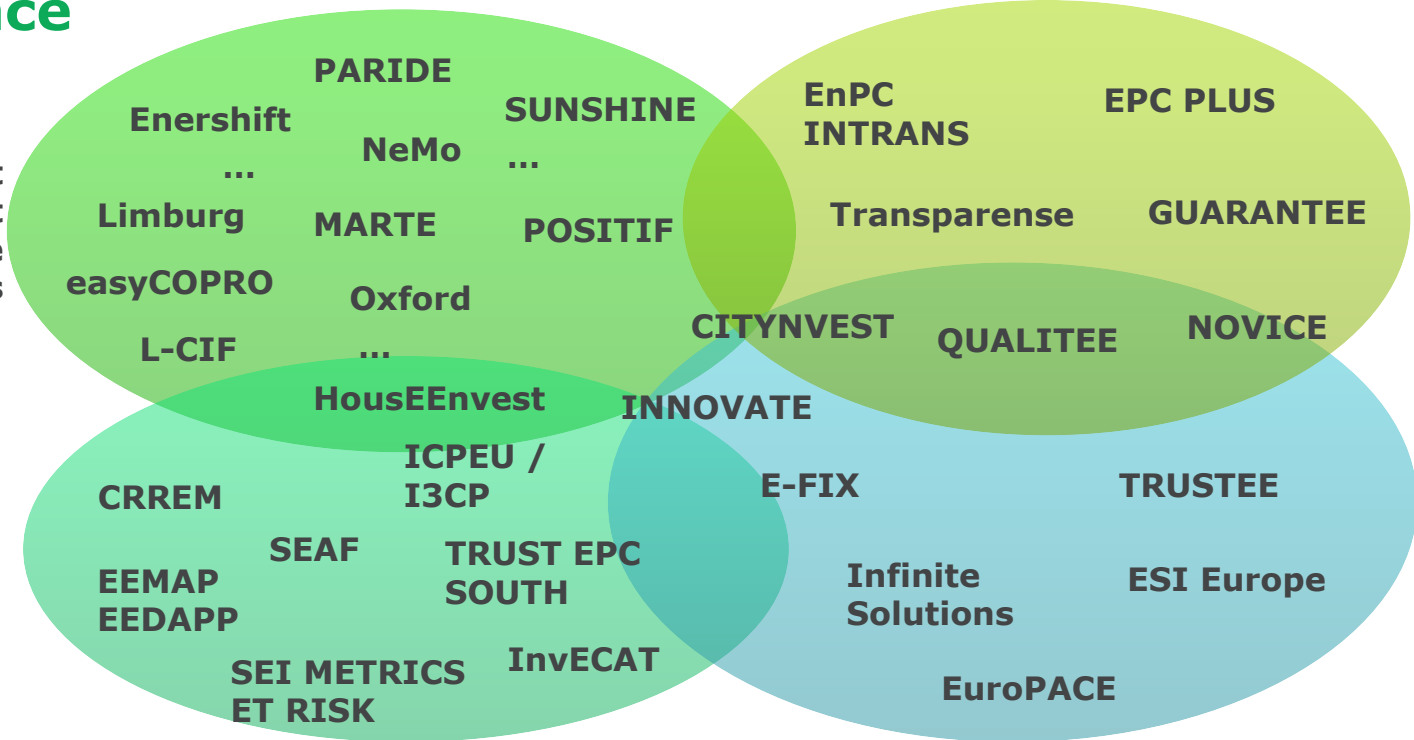 PARIDE
Enershift
...
NeMo
SUNSHINE
...
Limburg
MARTE
POSITIF
easyCOPRO
Oxford
...
L-CIF
HousEEnvest
EnPC
INTRANS
EPC PLUS
Transparense
GUARANTEE
CITYNVEST
QUALITEE
NOVICE
INNOVATE
ICPEU /
I3CP
CRREM
SEAF
TRUST EPC
SOUTH
EEMAP
EEDAPP
InvECAT
SEI METRICS
ET RISK
E-FIX
TRUSTEE
Infinite
Solutions
ESI Europe
EuroPACE